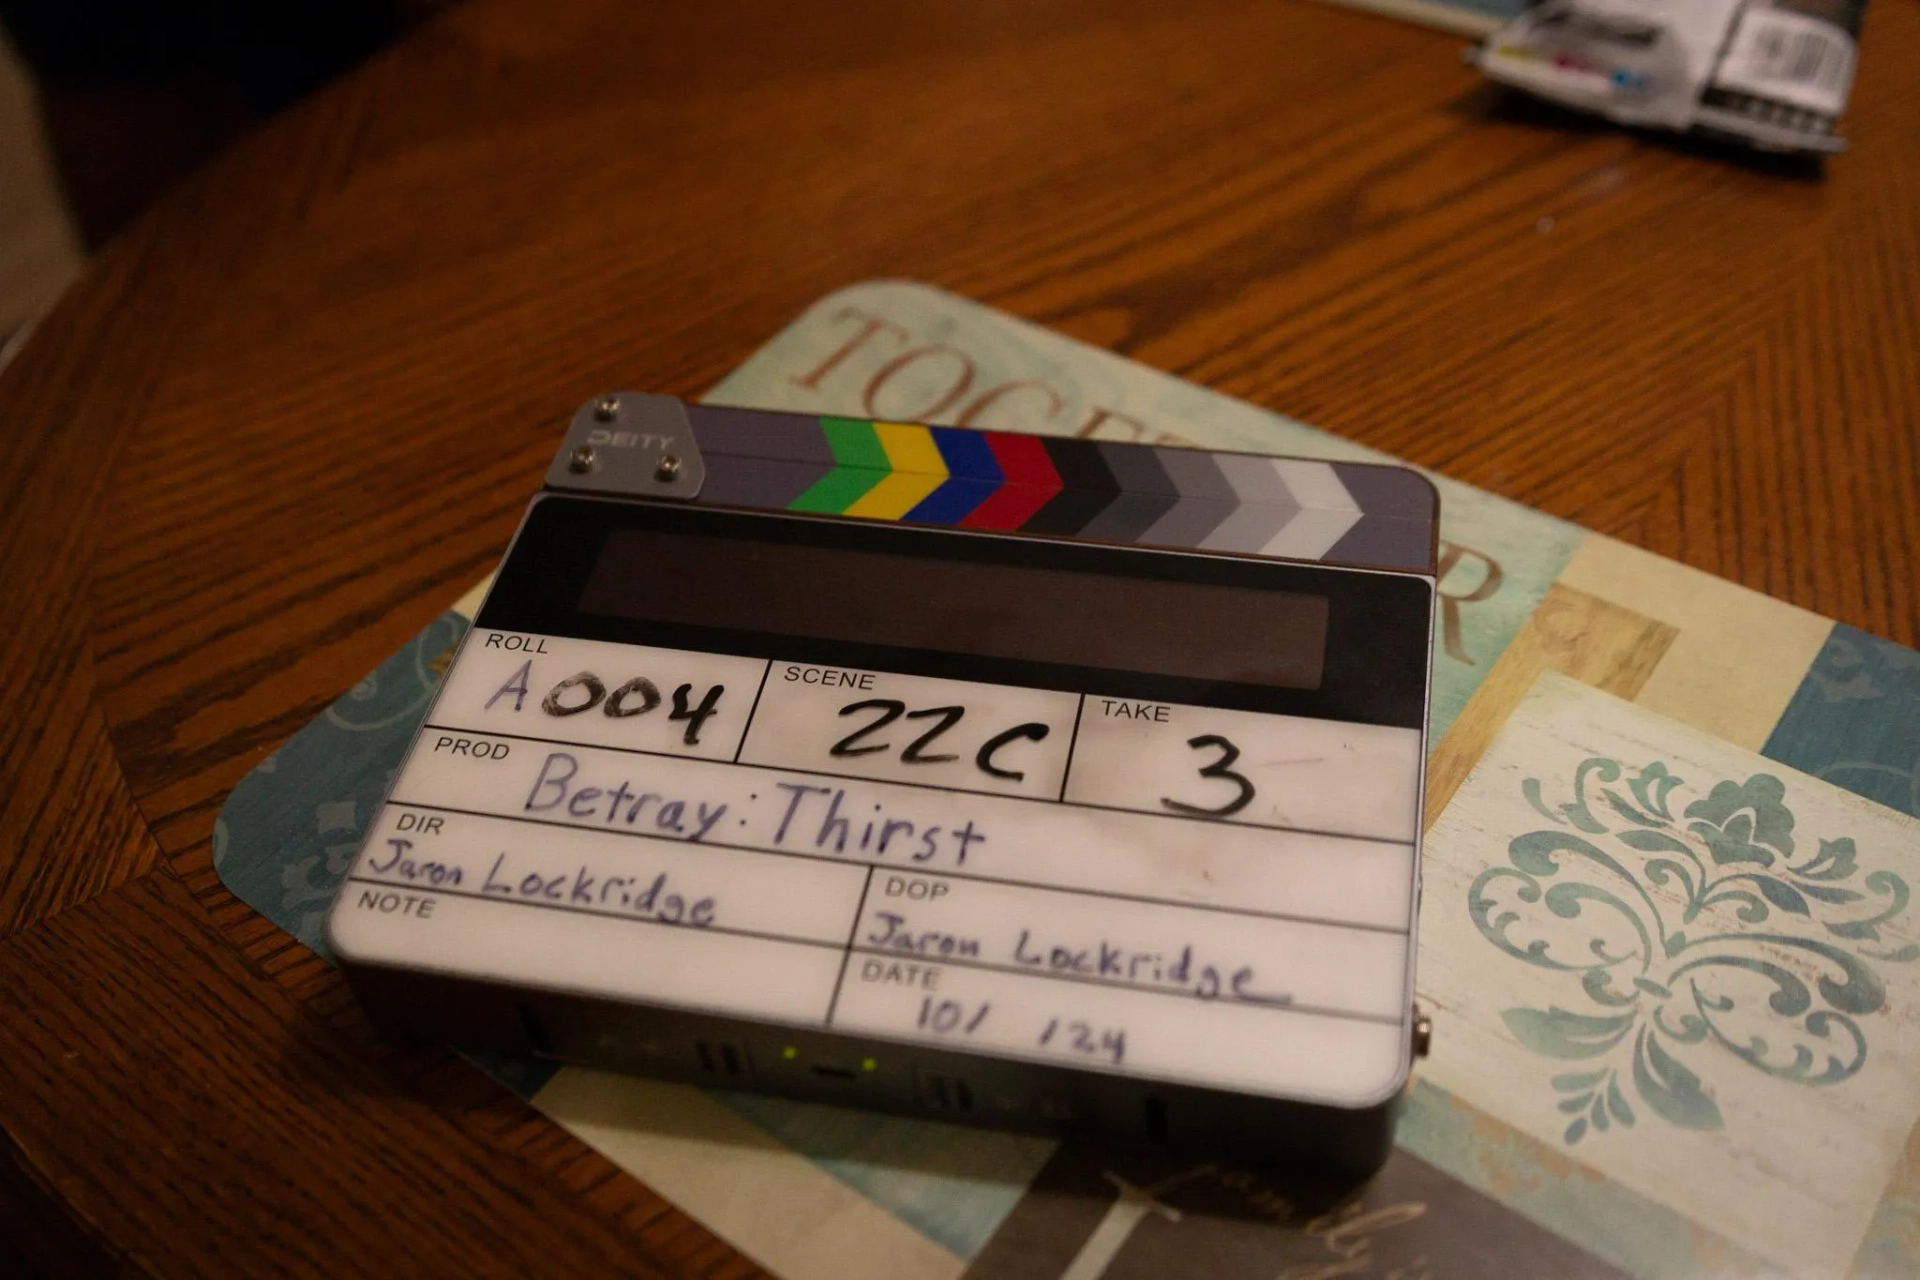 TOGE R
DEITY
ROLL SCENE TAKE
A004 22C 3
PROD Betray: Thirst
DIR DOP
Jaron Lockridge Jaron Lockridge
NOTE DATE
10/ /24